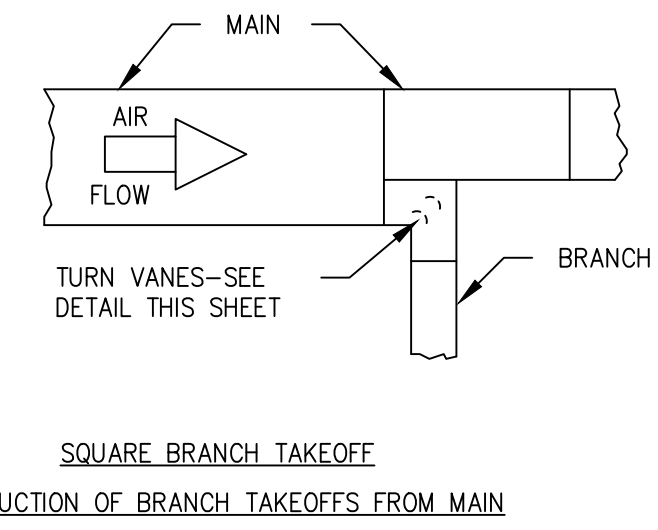 MAIN
AIR
FLOW
TURN VANES-SEE
DETAIL THIS SHEET
BRANCH
SQUARE BRANCH TAKEOFF
UCTION OF BRANCH TAKEOFFS FROM MAIN